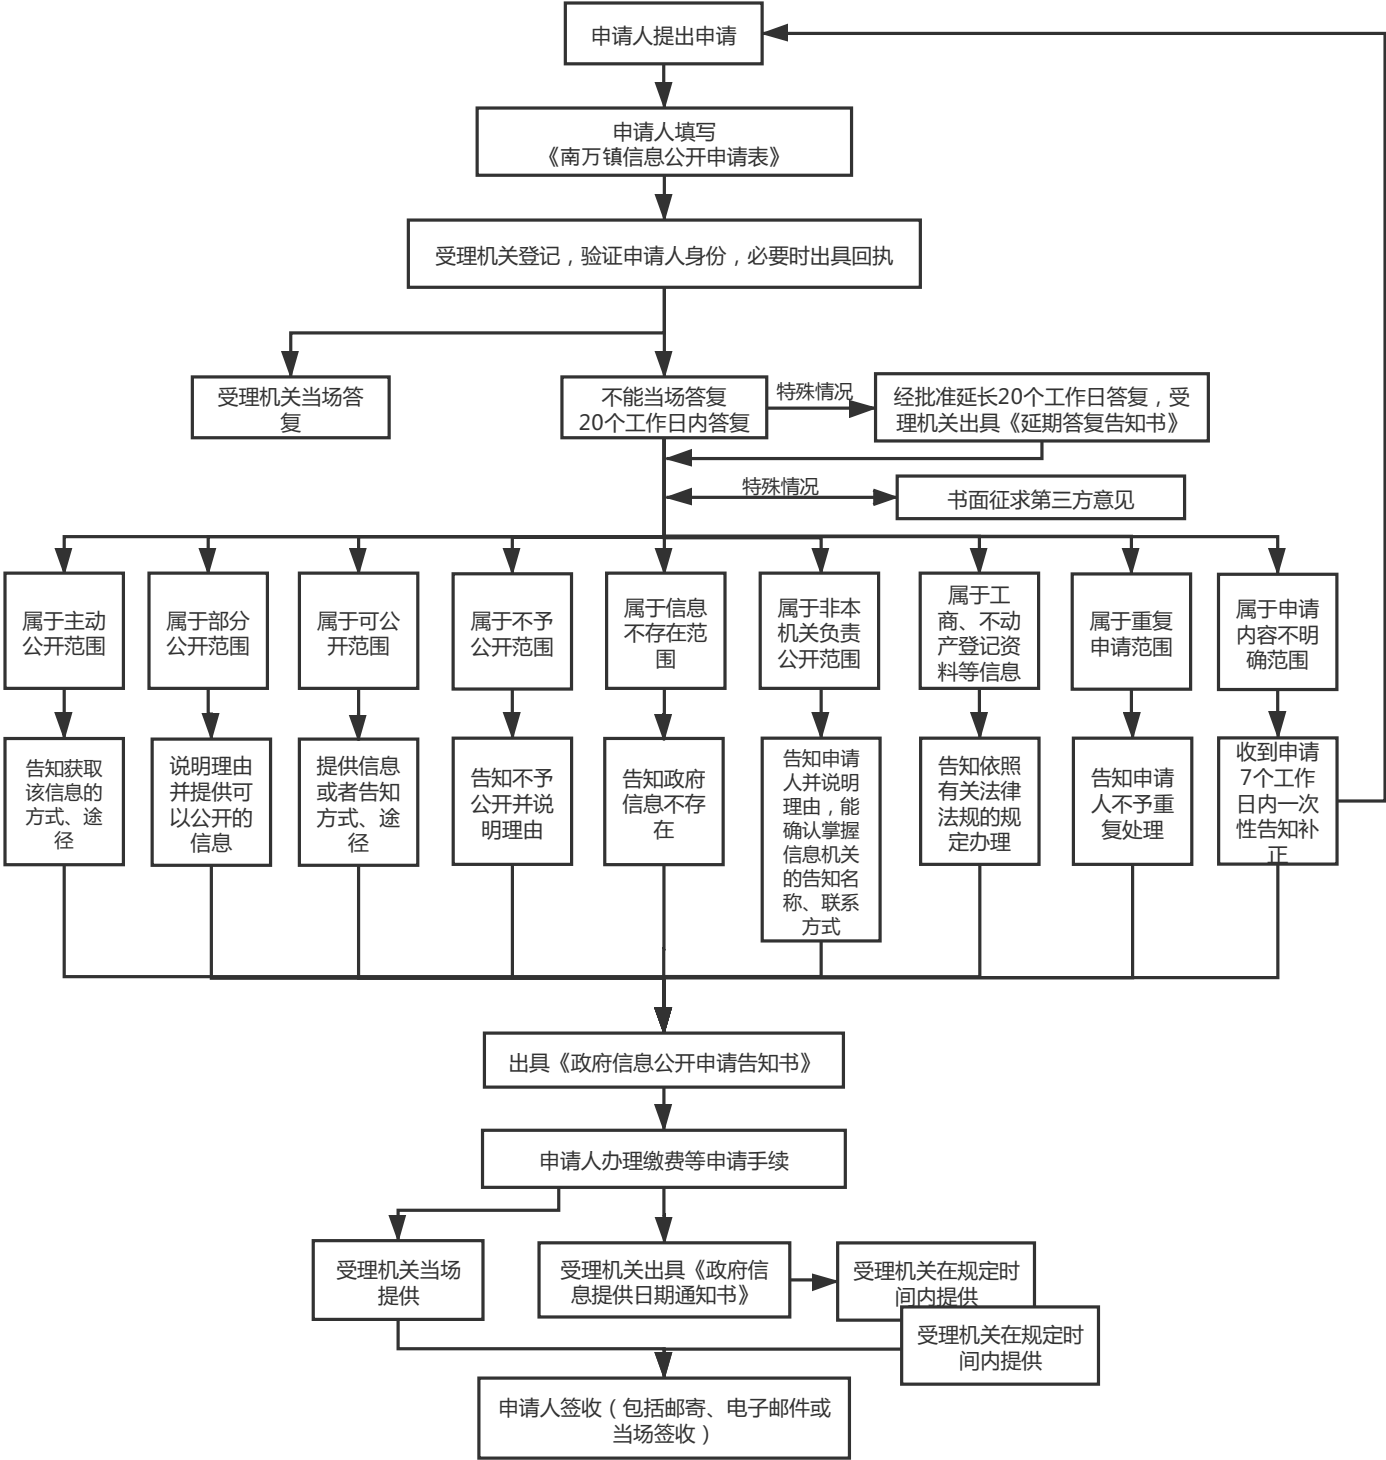 申请人提出申请
申请人填写
《南万镇信息公开申请表》
受理机关登记，验证申请人身份，必要时出具回执
受理机关当场答
复
不能当场答复
20个工作日内答复
特殊情况
经批准延长20个工作日答复，受
理机关出具《延期答复告知书》
特殊情况
书面征求第三方意见
属于主动
公开范围
属于部分
公开范围
属于可公
开范围
属于不予
公开范围
属于信息
不存在范
围
属于非本
机关负责
公开范围
属于工
商、不动
产登记资
料等信息
属于重复
申请范围
属于申请
内容不明
确范围
告知获取
该信息的
方式、途
径
说明理由
并提供可
以公开的
信息
提供信息
或者告知
方式、途
径
告知不予
公开并说
明理由
告知政府
信息不存
在
告知申请
人并说明
理由，能
确认掌握
信息机关
的告知名
称、联系
方式
告知依照
有关法律
法规的规
定办理
告知申请
人不予重
复处理
收到申请
7个工作
日内一次
性告知补
正
出具《政府信息公开申请告知书》
申请人办理缴费等申请手续
受理机关当场
提供
受理机关出具《政府信
息提供日期通知书》
受理机关在规定时
间内提供
受理机关在规定时
间内提供
申请人签收（包括邮寄、电子邮件或
当场签收）